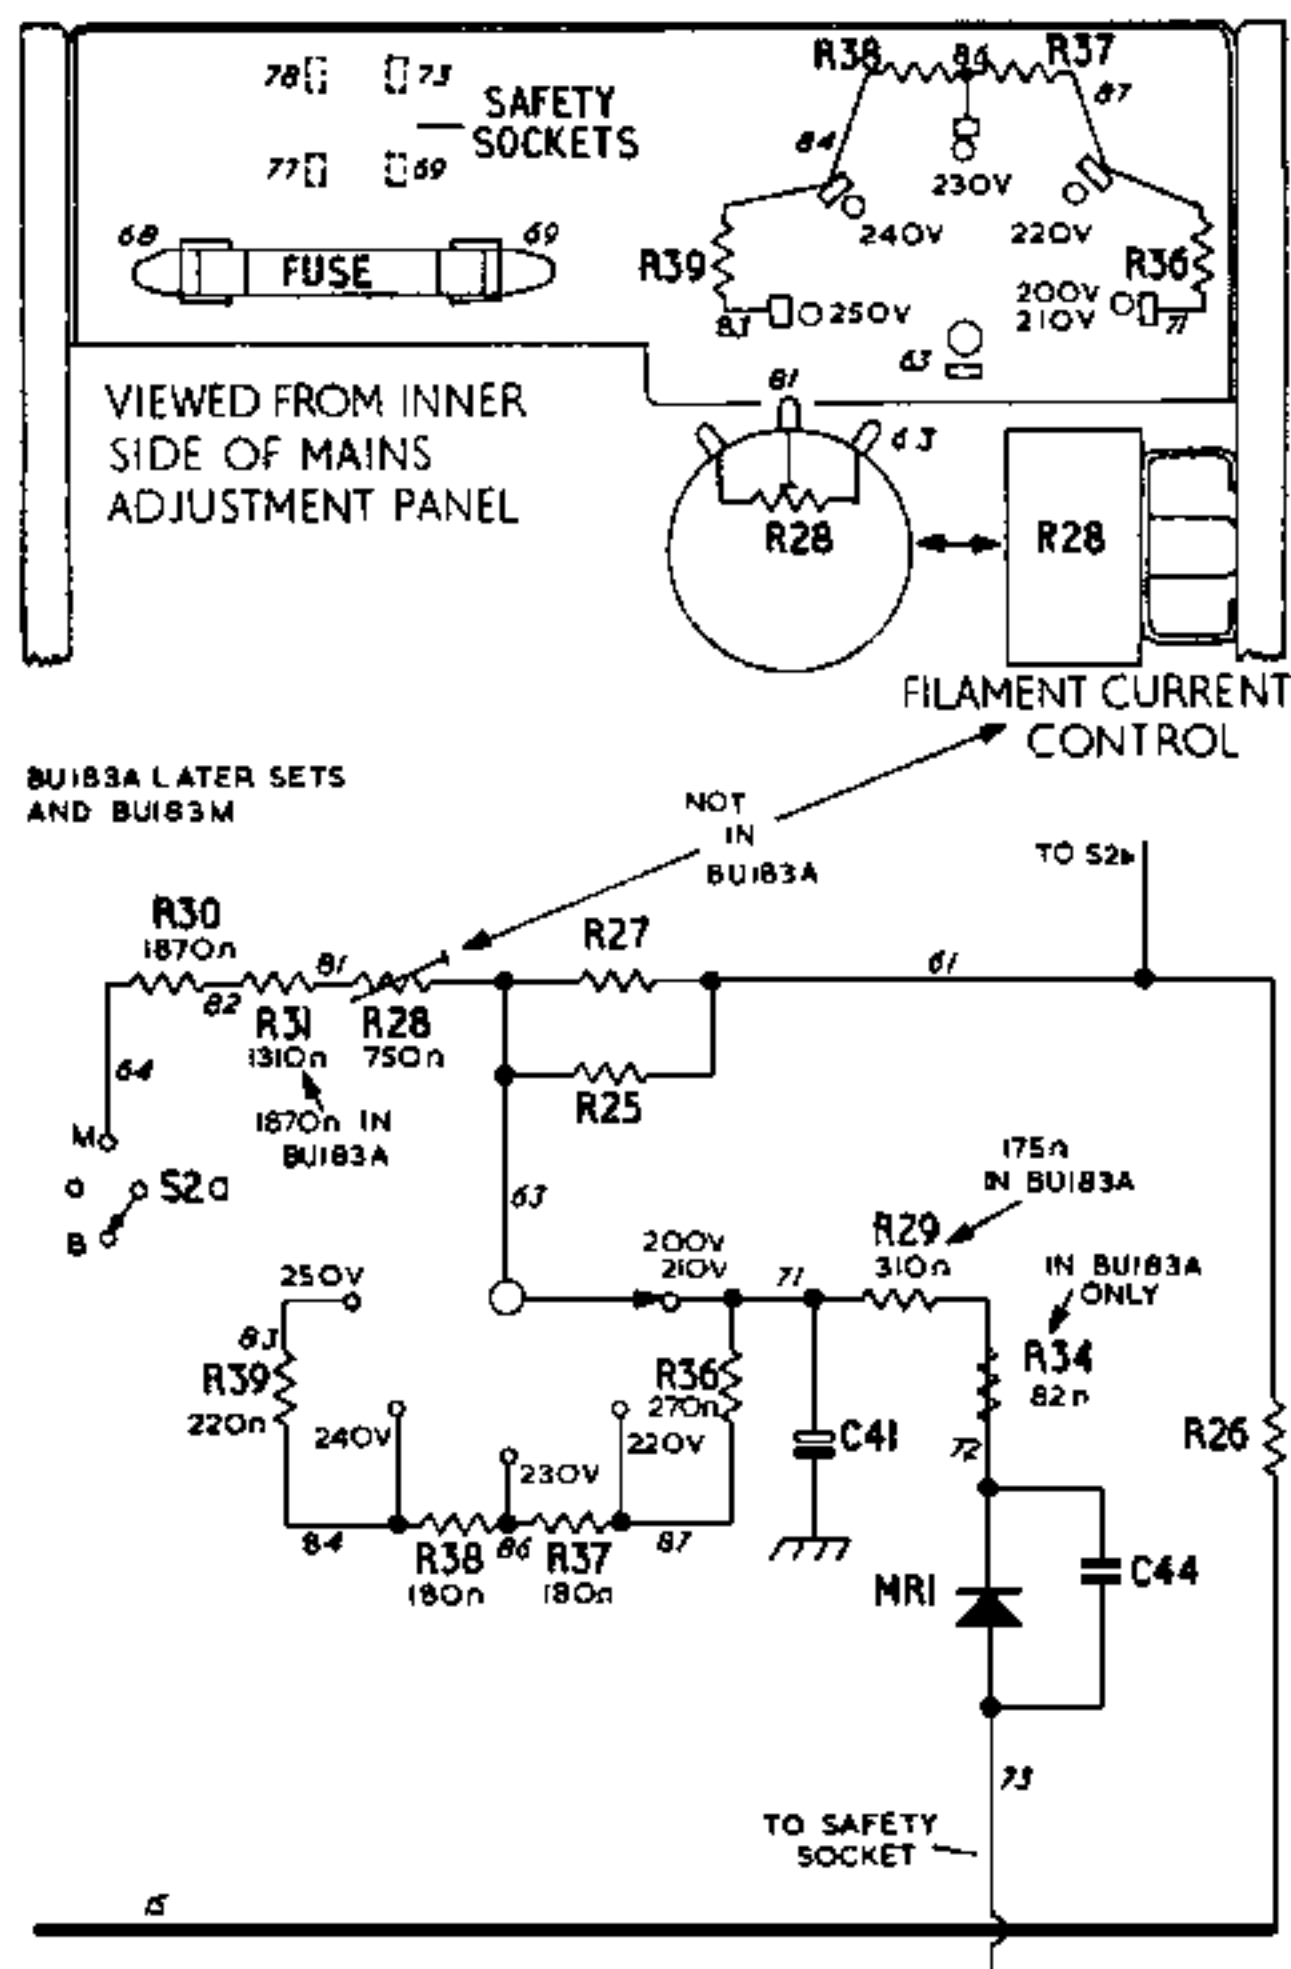 R38
86
R37
78
73
87
SAFETY
SOCKETS
84
77
69
230V
68
69
240V
220V
FUSE
R39
R36
200V
210V
83
250V
71
63
81
VIEWED FROM INNER
SIDE OF MAINS
ADJUSTMENT PANEL
63
R28
R28
FILAMENT CURRENT
CONTROL
BU183A LATER SETS
AND BU183M
NOT
IN
BU183A
TO S2b
R30
1870Ω
R27
81
61
82
R31
1310Ω
R28
750Ω
64
R25
1870Ω IN
BU183A
M
175Ω
IN BU183A
O
S2a
63
B
R29
310Ω
200V
210V
IN BU183A
ONLY
250V
71
83
R39
220Ω
R36
270Ω
R34
82Ω
240V
220V
C41
R26
230V
72
84
R38
180Ω
86
R37
180Ω
87
MR1
C44
73
TO SAFETY
SOCKET
15